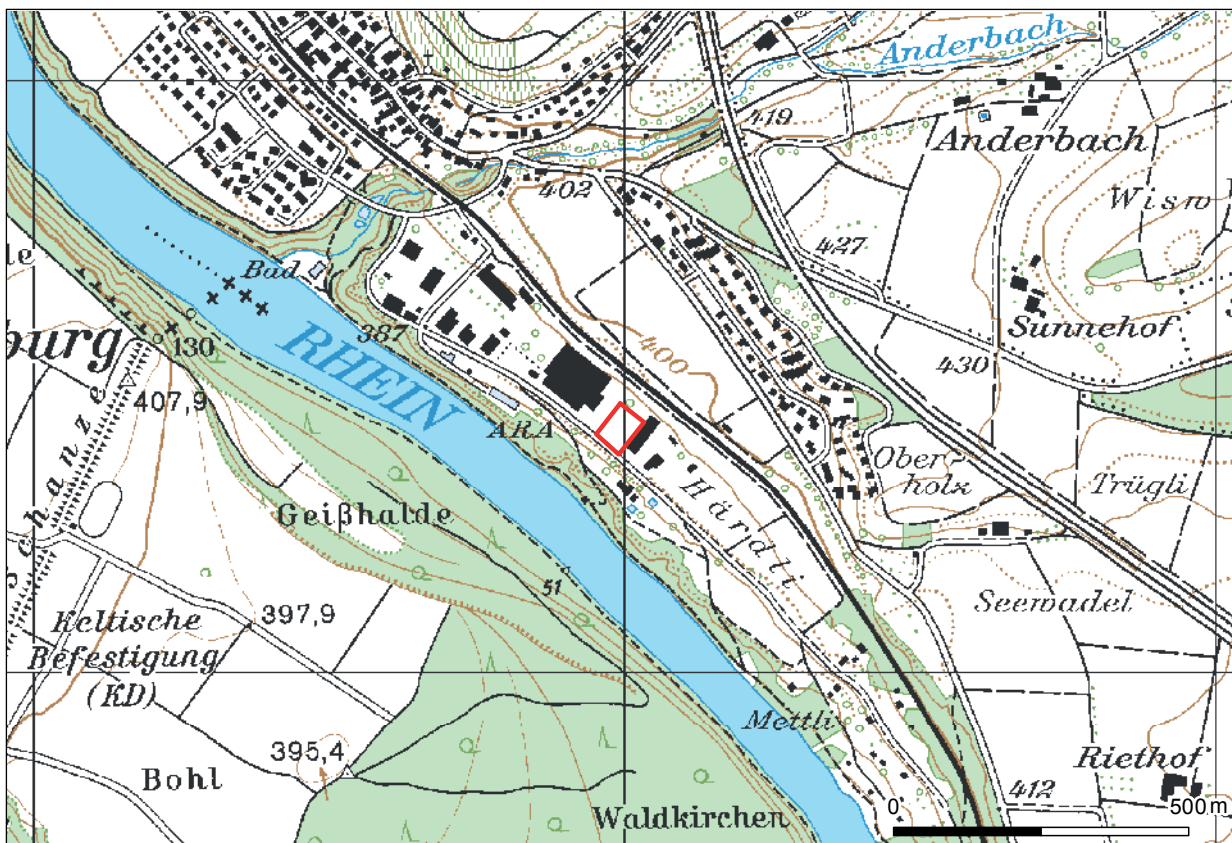 Anderbach
419
Anderbach
402
Wisw
427
le
Bad
Sunnehof
burg
130
387
RHEIN
400
430
407,9
ARA
Schanze
Geißhalde
Härdli
Ober-
holz
Trügli
51
Seewadel
397,9
Keltische
Befestigung
(KD)
Mettli
395,4
Bohl
Riethof
412
Waldkirchen
0
500 m